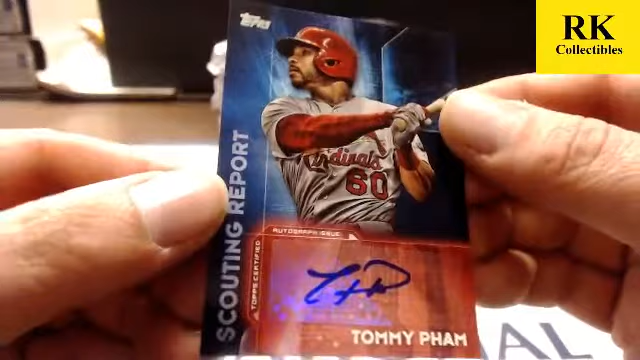 RK
Collectibles
Topps
SCOUTING REPORT
Cardinals
60
AUTOGRAPH ISSUE
TOPPS CERTIFIED
TOMMY PHAM